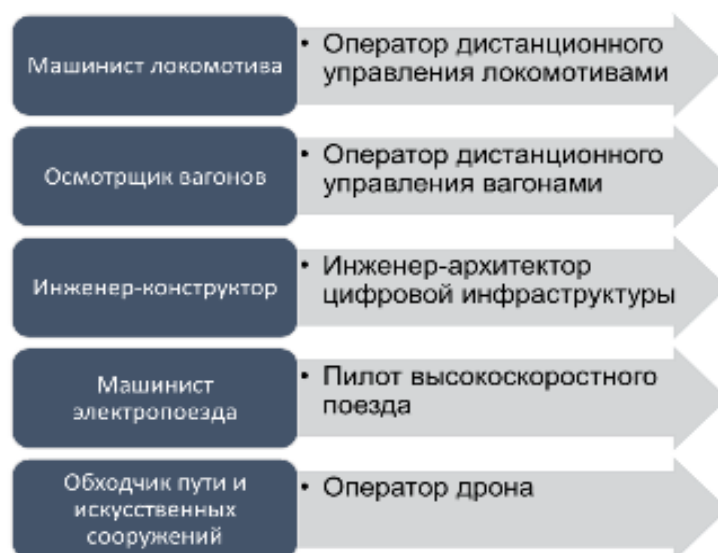 Машинист локомотива
• Оператор дистанционного
управления локомотивами
Осмотрщик вагонов
• Оператор дистанционного
управления вагонами
Инженер-конструктор
• Инженер-архитектор
цифровой инфраструктуры
Машинист
электропоезда
• Пилот высокоскоростного
поезда
Обходчик пути и
искусственных
сооружений
• Оператор дрона